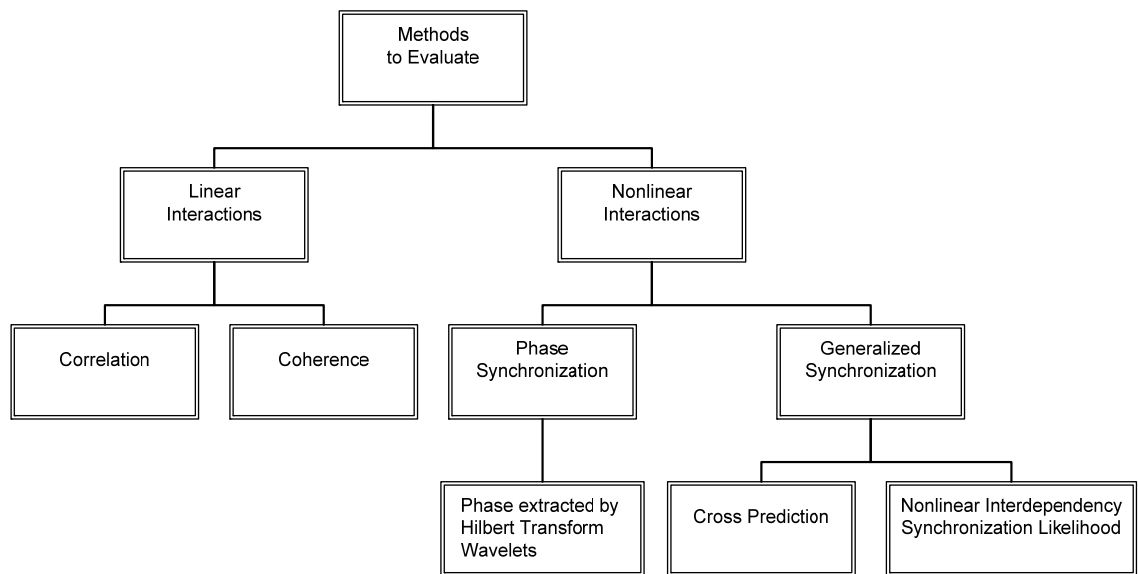 Methods
to Evaluate
Linear
Interactions
Nonlinear
Interactions
Correlation
Coherence
Phase
Synchronization
Generalized
Synchronization
Phase extracted by
Hilbert Transform
Wavelets
Cross Prediction
Nonlinear Interdependency
Synchronization Likelihood